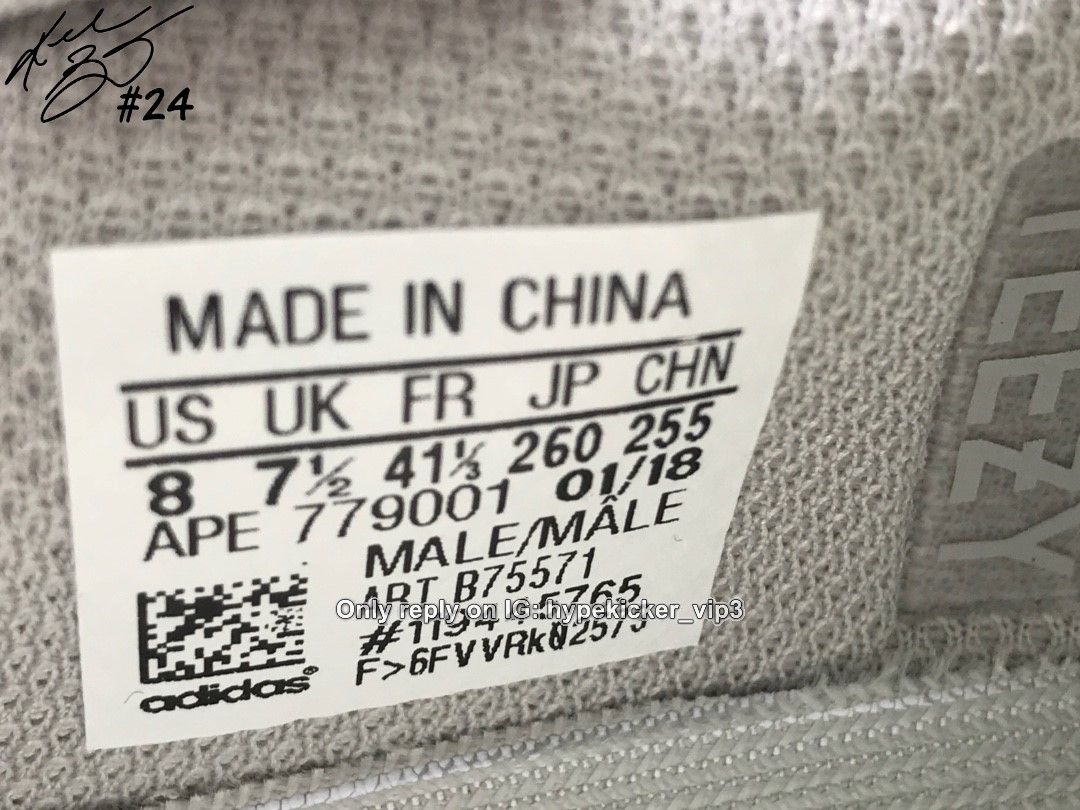 #24
MADE IN CHINA
US UK FR JP CHN
8 7½ 41⅓ 260 255
APE 779001 01/18
MALE/MÂLE
ART B75571
Only reply on IG: hypekicker_vip3
adidas®
YEEZY